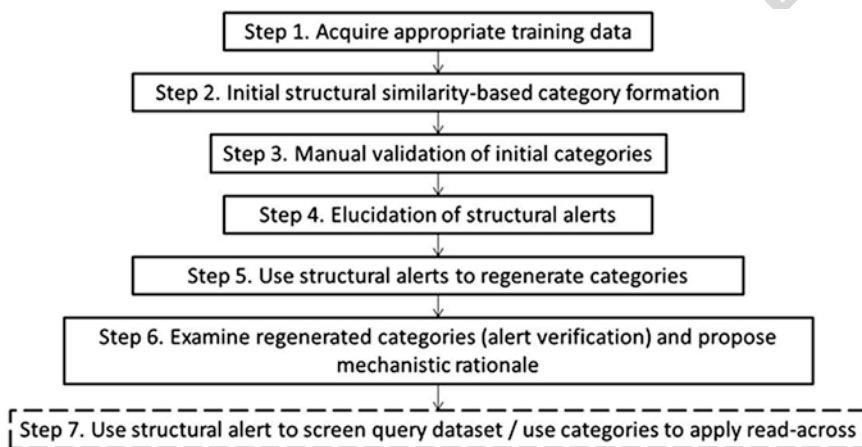 Step 1. Acquire appropriate training data
Step 2. Initial structural similarity-based category formation
Step 3. Manual validation of initial categories
Step 4. Elucidation of structural alerts
Step 5. Use structural alerts to regenerate categories
Step 6. Examine regenerated categories (alert verification) and propose
mechanistic rationale
Step 7. Use structural alert to screen query dataset / use categories to apply read-across